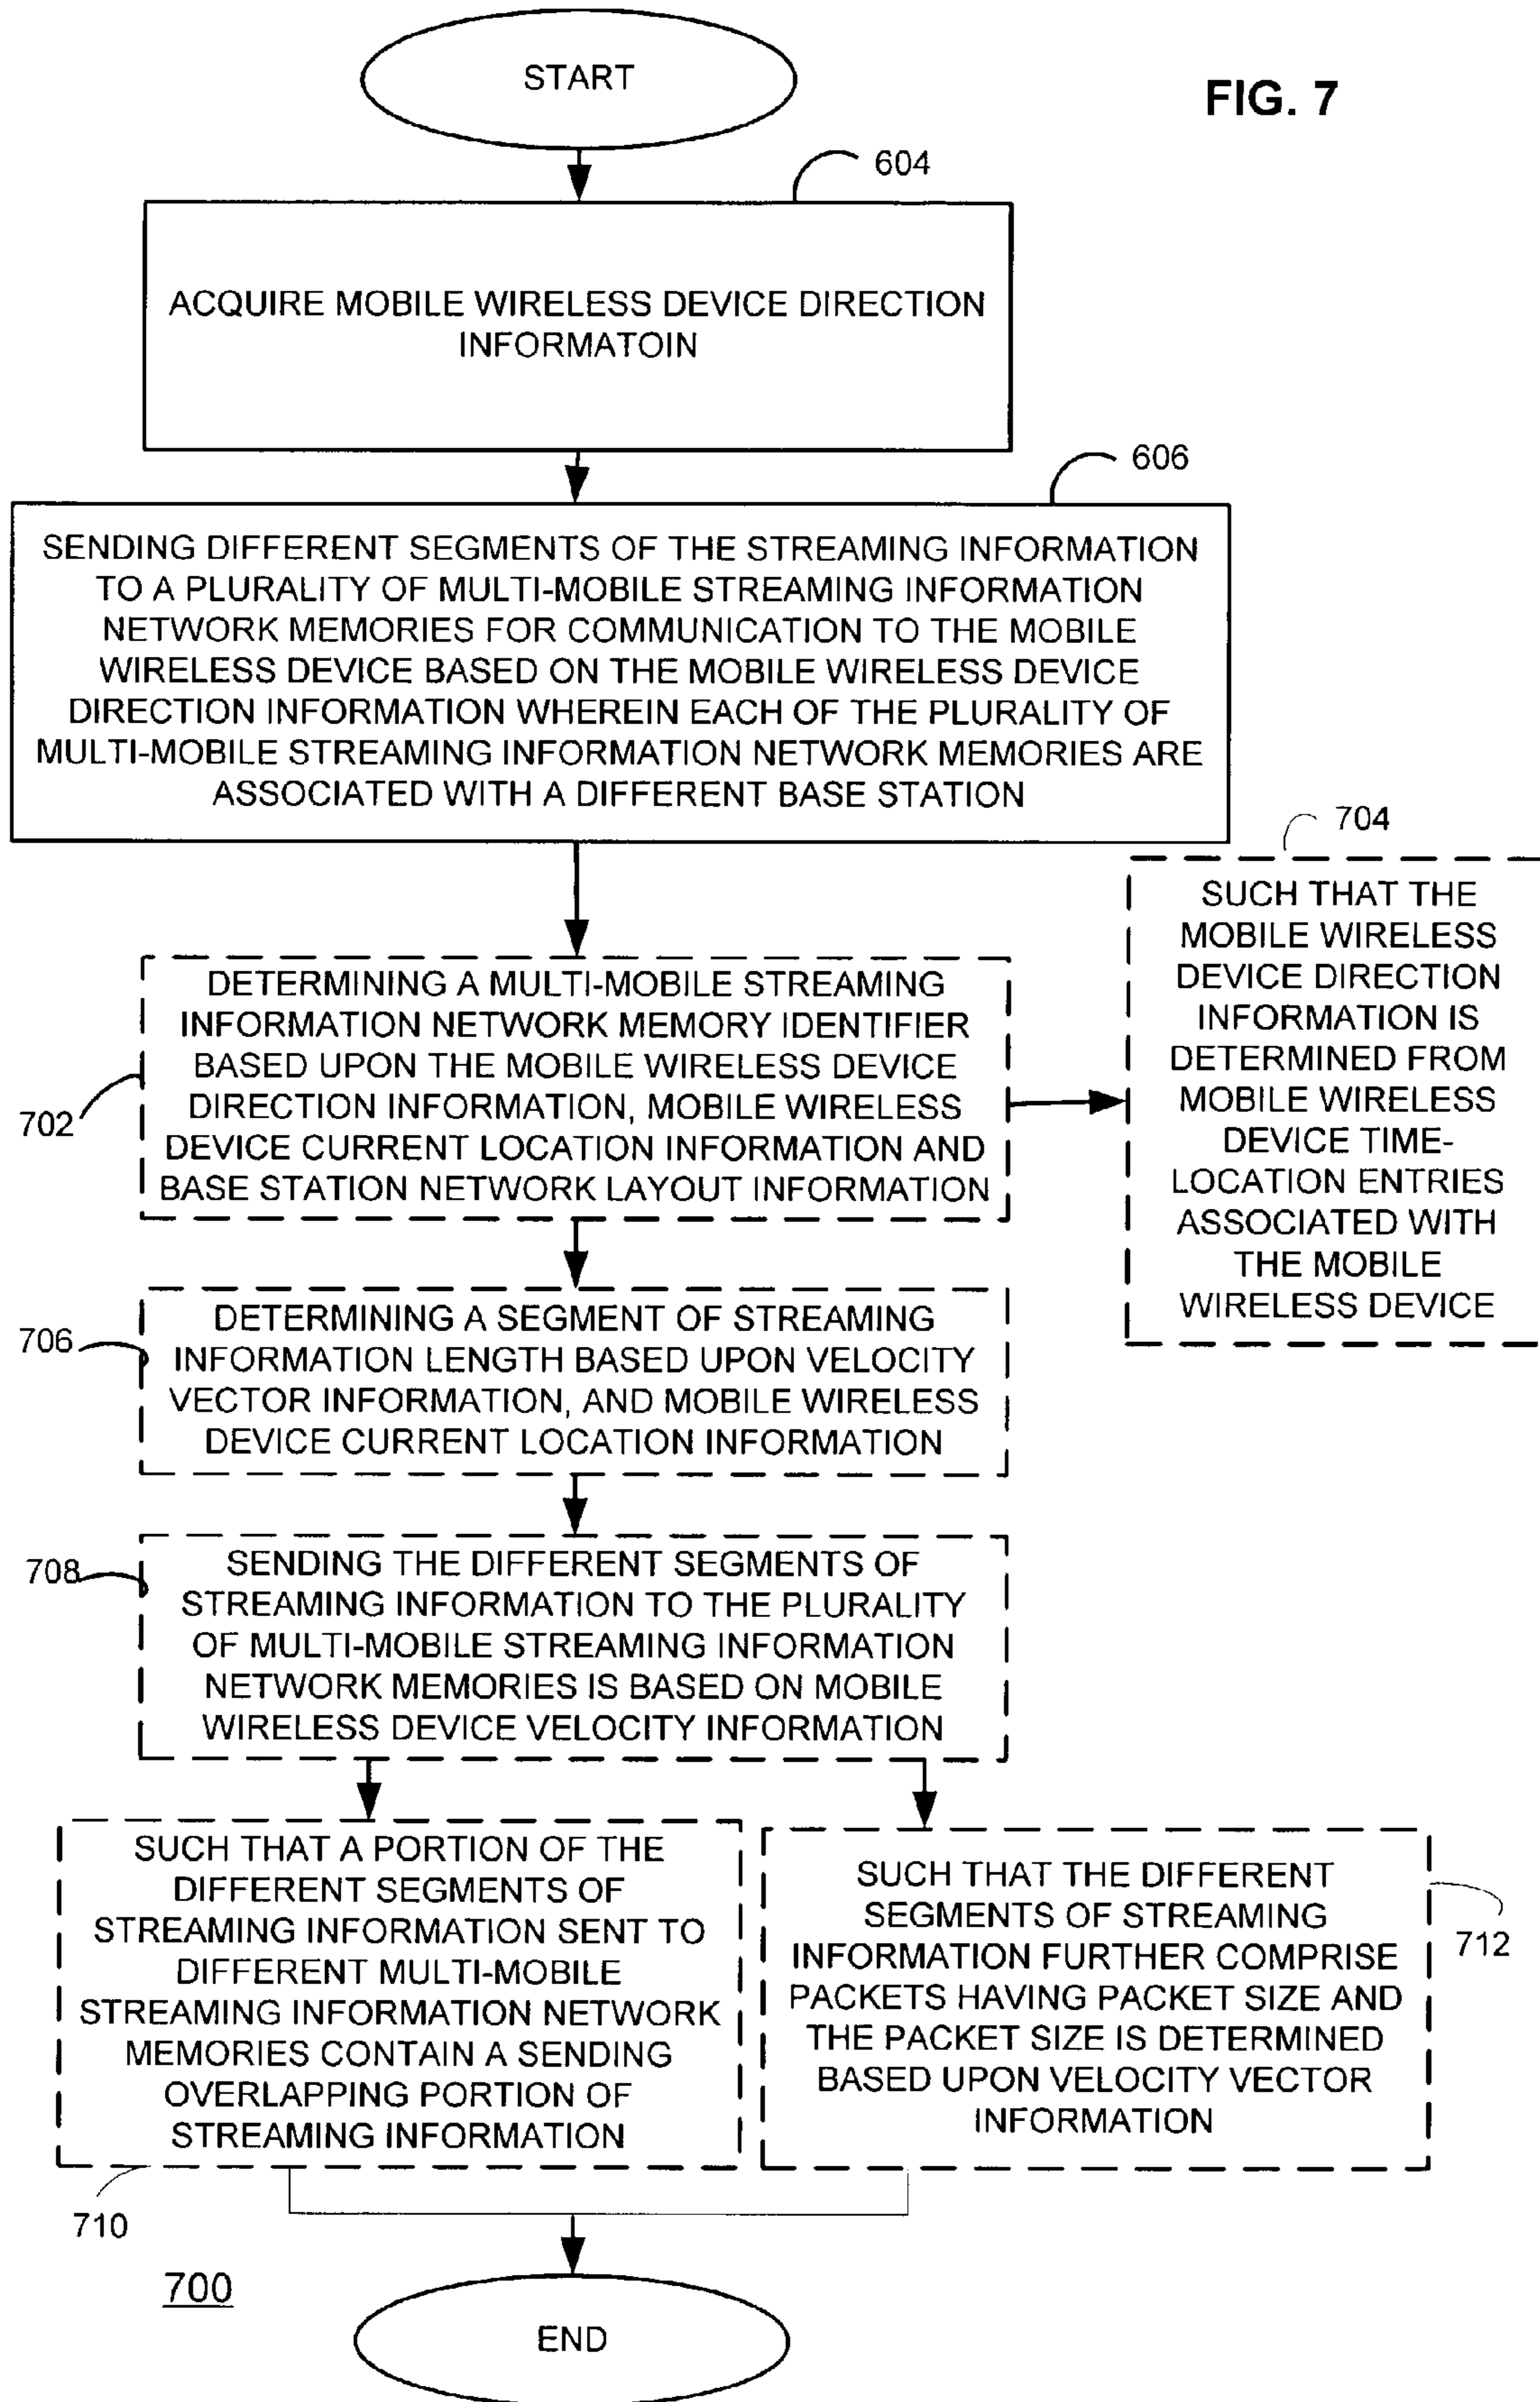 START
FIG. 7
604
ACQUIRE MOBILE WIRELESS DEVICE DIRECTION
INFORMATOIN
606
SENDING DIFFERENT SEGMENTS OF THE STREAMING INFORMATION
TO A PLURALITY OF MULTI-MOBILE STREAMING INFORMATION
NETWORK MEMORIES FOR COMMUNICATION TO THE MOBILE
WIRELESS DEVICE BASED ON THE MOBILE WIRELESS DEVICE
DIRECTION INFORMATION WHEREIN EACH OF THE PLURALITY OF
MULTI-MOBILE STREAMING INFORMATION NETWORK MEMORIES ARE
ASSOCIATED WITH A DIFFERENT BASE STATION
704
SUCH THAT THE
MOBILE WIRELESS
DEVICE DIRECTION
INFORMATION IS
DETERMINED FROM
MOBILE WIRELESS
DEVICE TIME-
LOCATION ENTRIES
ASSOCIATED WITH
THE MOBILE
WIRELESS DEVICE
702
DETERMINING A MULTI-MOBILE STREAMING
INFORMATION NETWORK MEMORY IDENTIFIER
BASED UPON THE MOBILE WIRELESS DEVICE
DIRECTION INFORMATION, MOBILE WIRELESS
DEVICE CURRENT LOCATION INFORMATION AND
BASE STATION NETWORK LAYOUT INFORMATION
706
DETERMINING A SEGMENT OF STREAMING
INFORMATION LENGTH BASED UPON VELOCITY
VECTOR INFORMATION, AND MOBILE WIRELESS
DEVICE CURRENT LOCATION INFORMATION
708
SENDING THE DIFFERENT SEGMENTS OF
STREAMING INFORMATION TO THE PLURALITY
OF MULTI-MOBILE STREAMING INFORMATION
NETWORK MEMORIES IS BASED ON MOBILE
WIRELESS DEVICE VELOCITY INFORMATION
SUCH THAT A PORTION OF THE
DIFFERENT SEGMENTS OF
STREAMING INFORMATION SENT TO
DIFFERENT MULTI-MOBILE
STREAMING INFORMATION NETWORK
MEMORIES CONTAIN A SENDING
OVERLAPPING PORTION OF
STREAMING INFORMATION
710
SUCH THAT THE DIFFERENT
SEGMENTS OF STREAMING
INFORMATION FURTHER COMPRISE
PACKETS HAVING PACKET SIZE AND
THE PACKET SIZE IS DETERMINED
BASED UPON VELOCITY VECTOR
INFORMATION
712
700
END